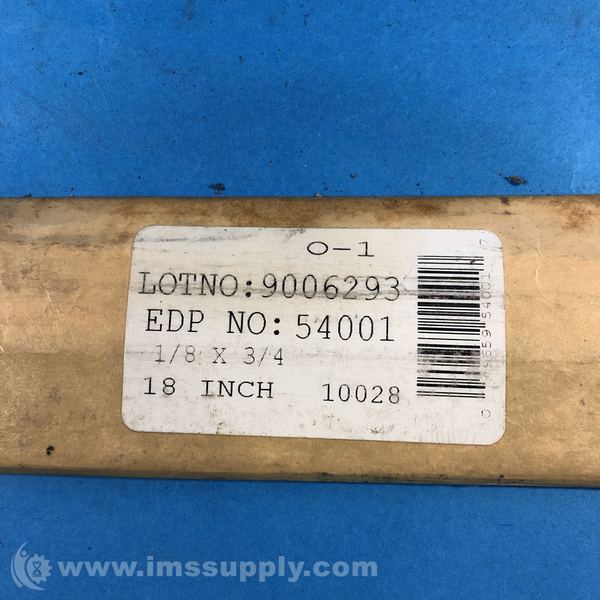 O-1
LOTNO:9006293
EDP NO:54001
1/8 X 3/4
18 INCH 10028
www.imssupply.com